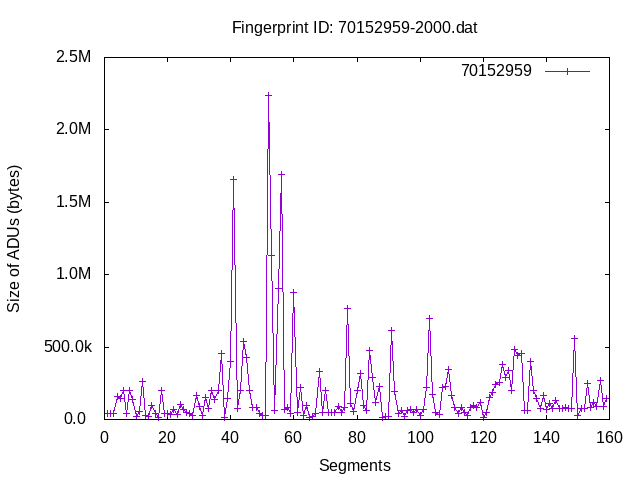 Fingerprint ID: 70152959-2000.dat
70152959
Size of ADUs (bytes)
2.5M
2.0M
1.5M
1.0M
500.0k
0.0
0 20 40 60 80 100 120 140 160
Segments